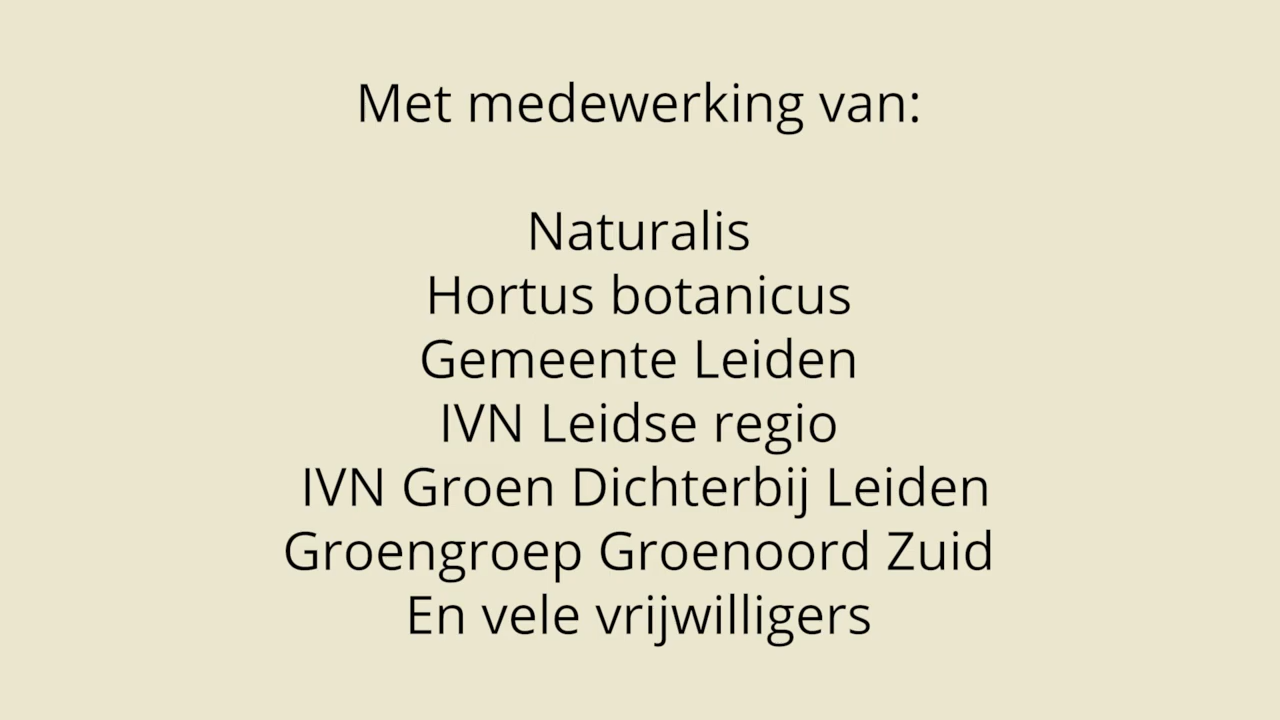 Met medewerking van:
Naturalis
Hortus botanicus
Gemeente Leiden
IVN Leidse regio
IVN Groen Dichterbij Leiden
Groengroep Groenoord Zuid
En vele vrijwilligers